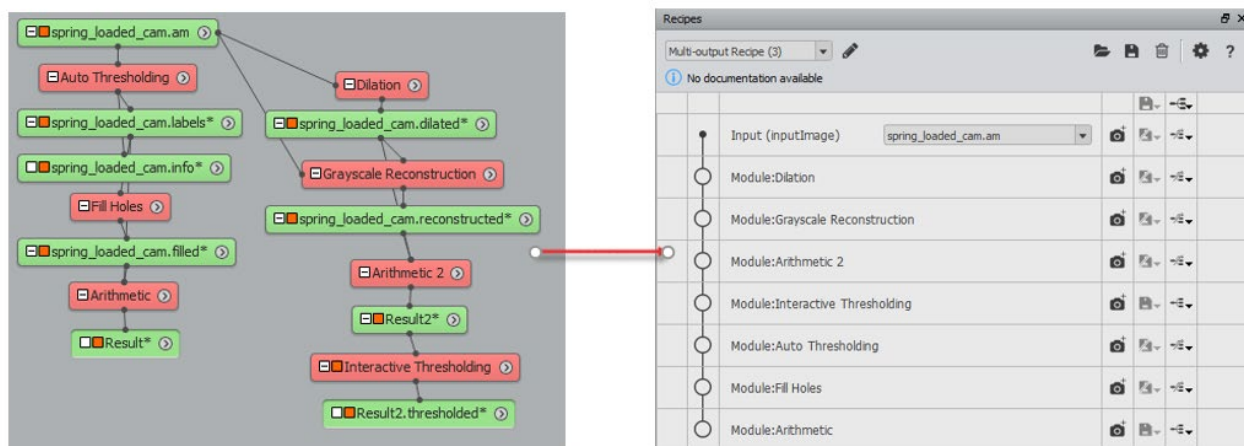 spring_loaded_cam.am
Auto Thresholding
spring_loaded_cam.labels*
spring_loaded_cam.info*
Fill Holes
spring_loaded_cam.filled*
Arithmetic
Result*
Dilation
spring_loaded_cam.dilated*
Grayscale Reconstruction
spring_loaded_cam.reconstructed*
Arithmetic 2
Result2*
Interactive Thresholding
Result2.thresholded*
Recipes
Multi-output Recipe (3)
?
No documentation available
Input (inputImage) spring_loaded_cam.am
Module:Dilation
Module:Grayscale Reconstruction
Module:Arithmetic 2
Module:Interactive Thresholding
Module:Auto Thresholding
Module:Fill Holes
Module:Arithmetic